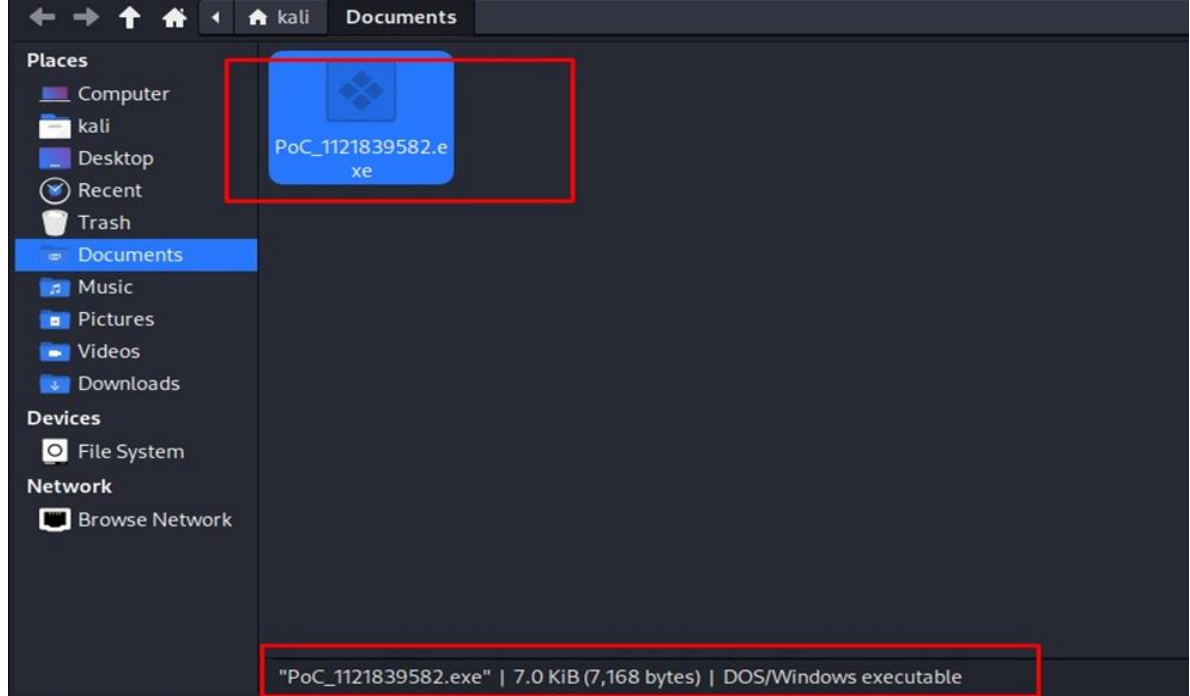 kali Documents
Places
Computer
kali
Desktop
Recent
Trash
Documents
Music
Pictures
Videos
Downloads
Devices
File System
Network
Browse Network
PoC_1121839582.e
xe
"PoC_1121839582.exe" | 7.0 KiB (7,168 bytes) | DOS/Windows executable